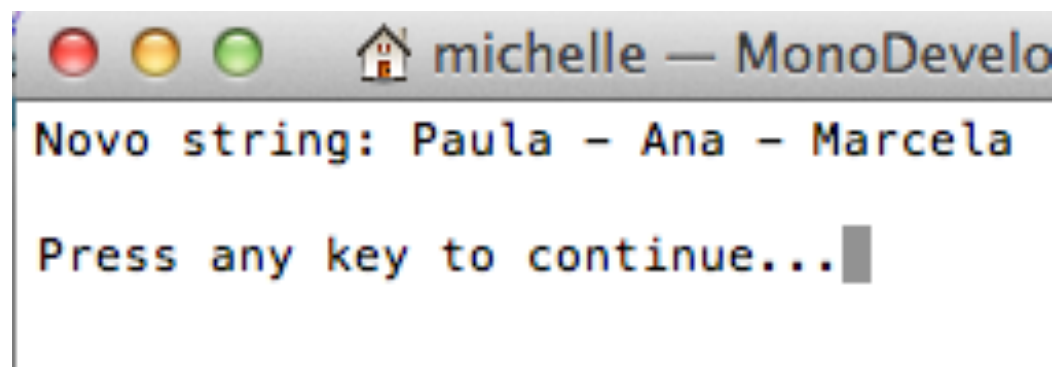 michelle — MonoDevelo
Novo string: Paula - Ana - Marcela
Press any key to continue...